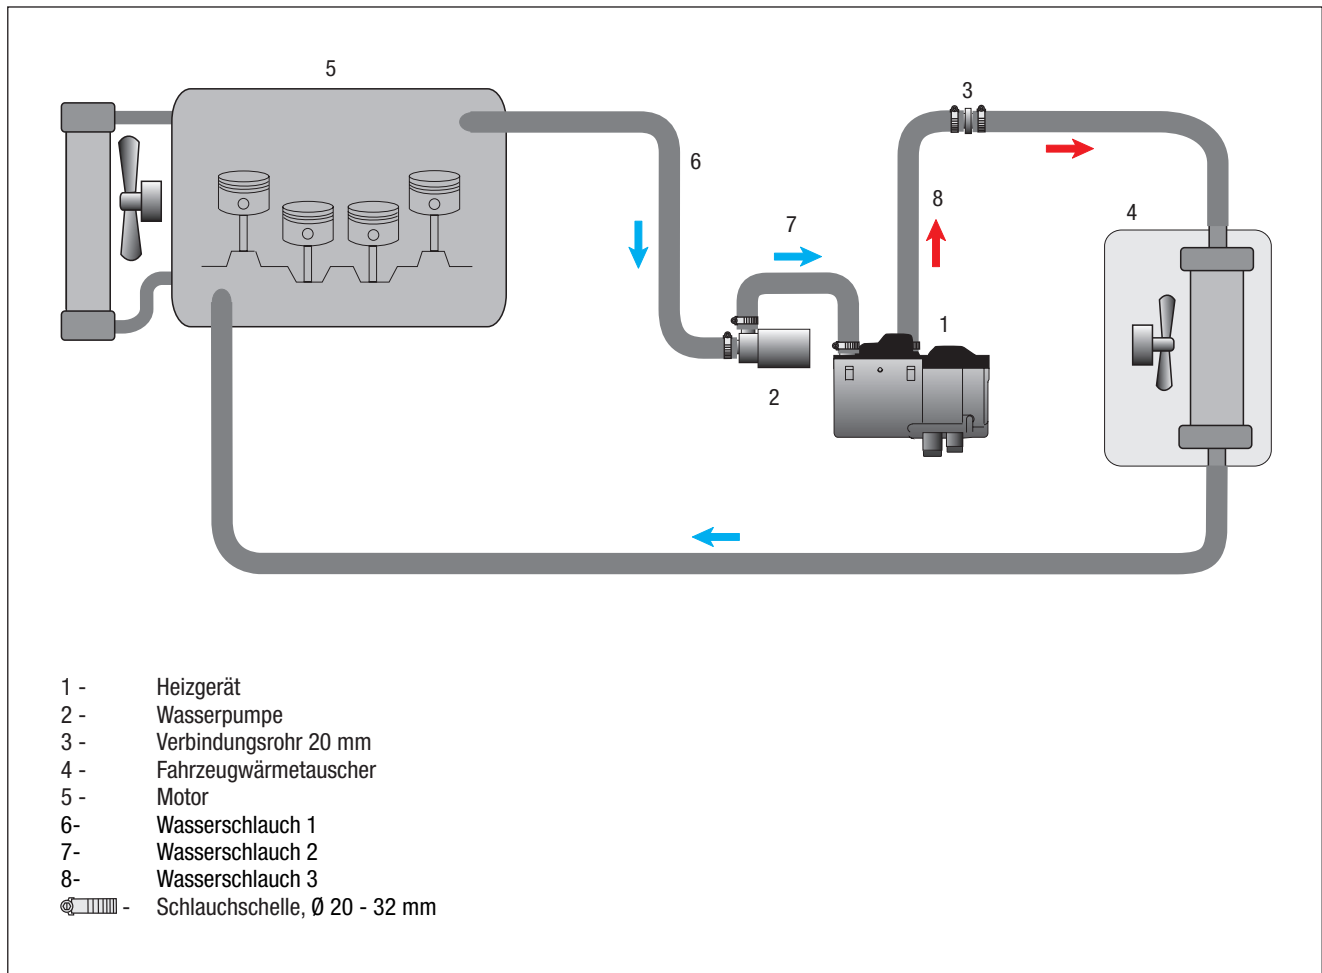 5
3
6
8
4
7
1
2
1 - Heizgerät
2 - Wasserpumpe
3 - Verbindungsrohr 20 mm
4 - Fahrzeugwärmetauscher
5 - Motor
6- Wasserschlauch 1
7- Wasserschlauch 2
8- Wasserschlauch 3
- Schlauchschelle, Ø 20 - 32 mm